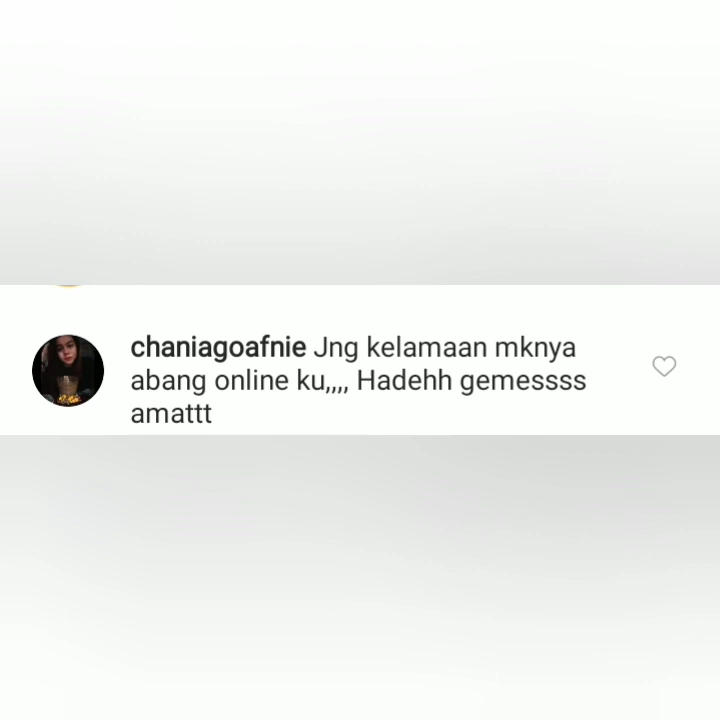 chaniagoafnie Jng kelamaan mknya
abang online ku,,,, Hadehh gemessss
amattt